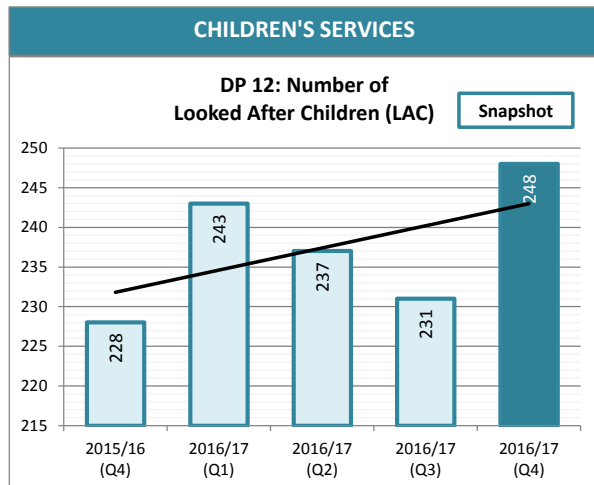 CHILDREN'S SERVICES
DP 12: Number of
Looked After Children (LAC)
Snapshot
250
245
240
235
230
225
220
215
228
243
237
231
248
2015/16
(Q4)
2016/17
(Q1)
2016/17
(Q2)
2016/17
(Q3)
2016/17
(Q4)